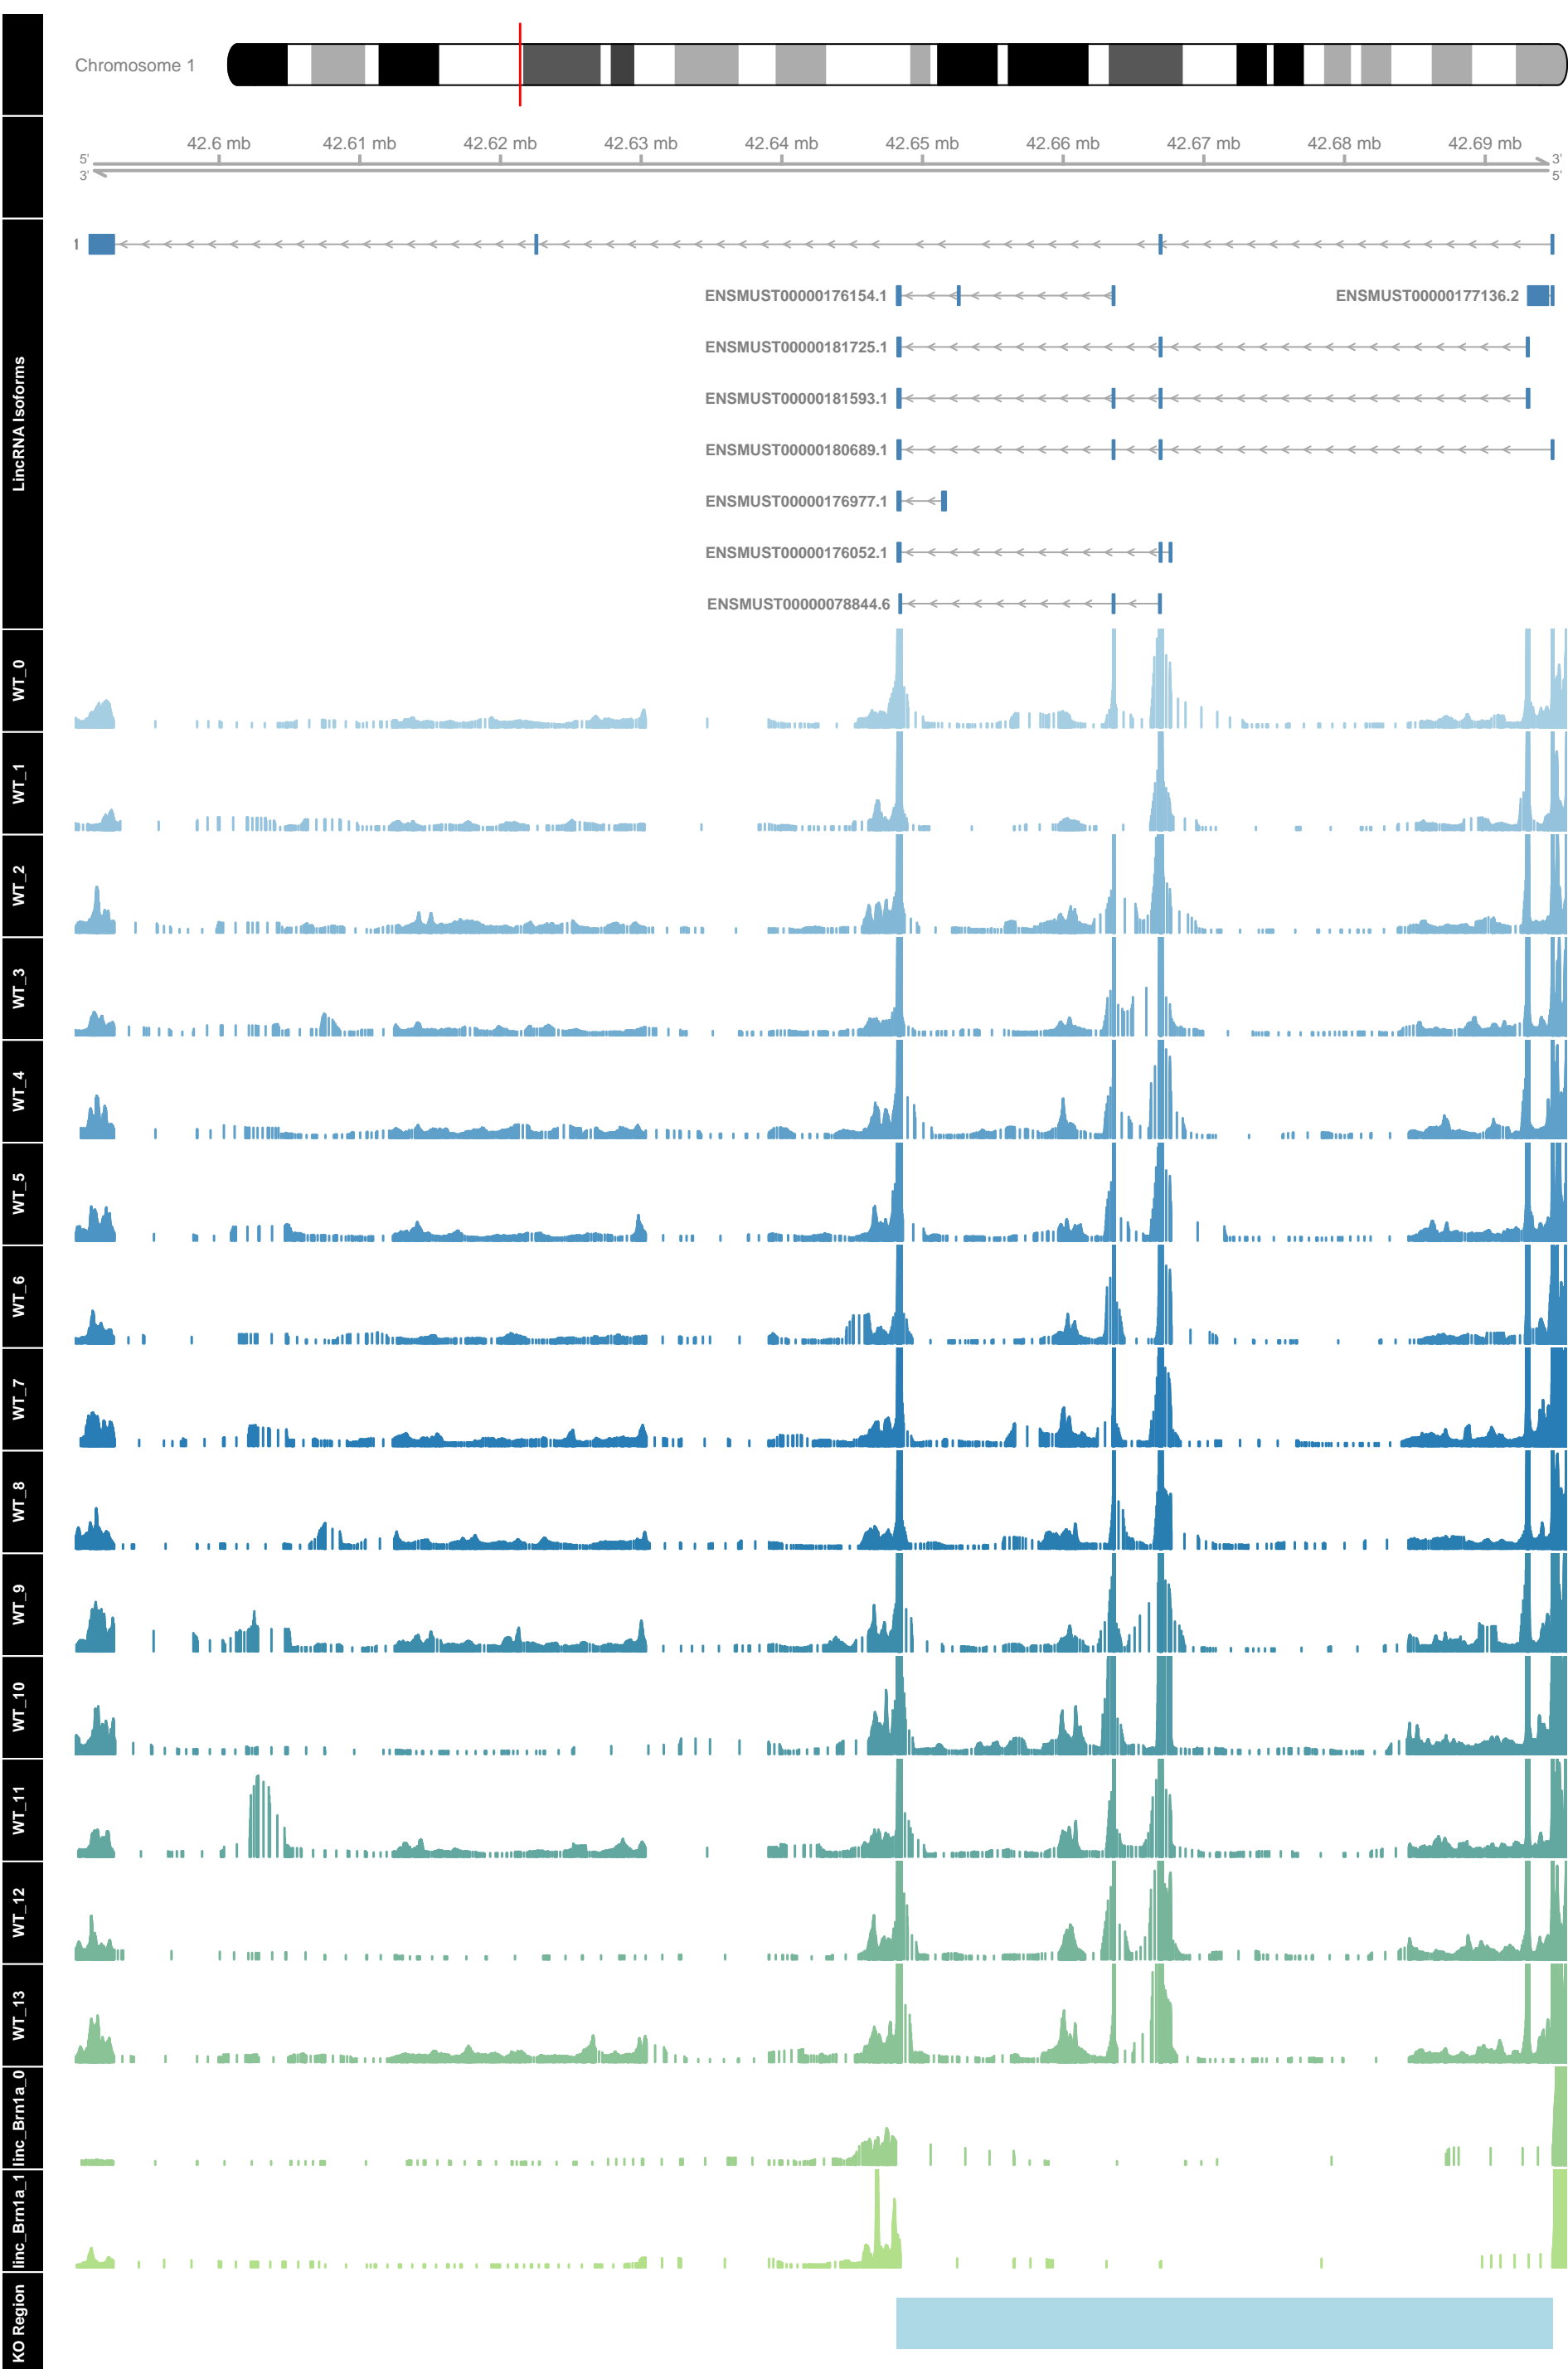 Chromosome 1
42.6 mb 42.61 mb 42.62 mb 42.63 mb 42.64 mb 42.65 mb 42.66 mb 42.67 mb 42.68 mb 42.69 mb
5' 3'
3' 5'
LincRNA Isoforms
1
ENSMUST00000176154.1 ENSMUST00000177136.2
ENSMUST00000181725.1
ENSMUST00000181593.1
ENSMUST00000180689.1
ENSMUST00000176977.1
ENSMUST00000176052.1
ENSMUST00000078844.6
WT_0
WT_1
WT_2
WT_3
WT_4
WT_5
WT_6
WT_7
WT_8
WT_9
WT_10
WT_11
WT_12
WT_13
linc_Brn1a_0
linc_Brn1a_1
KO Region